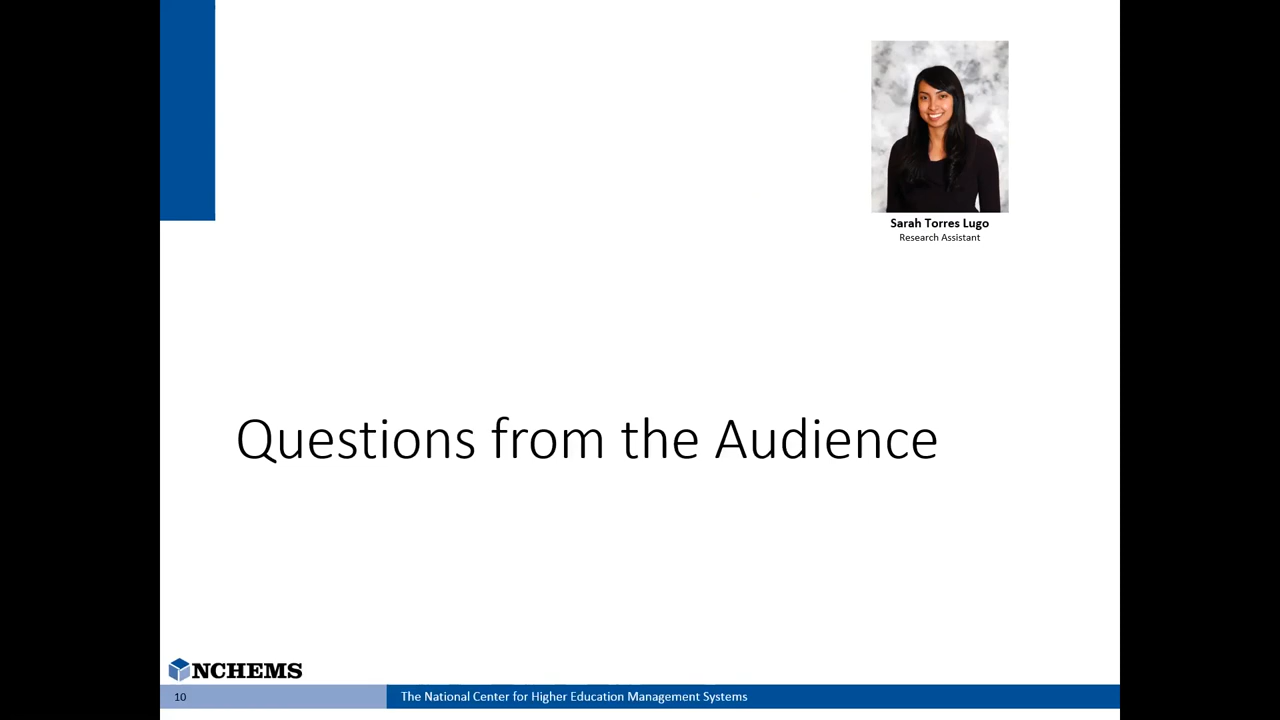 Sarah Torres Lugo
Research Assistant
Questions from the Audience
NCHEMS
10
The National Center for Higher Education Management Systems